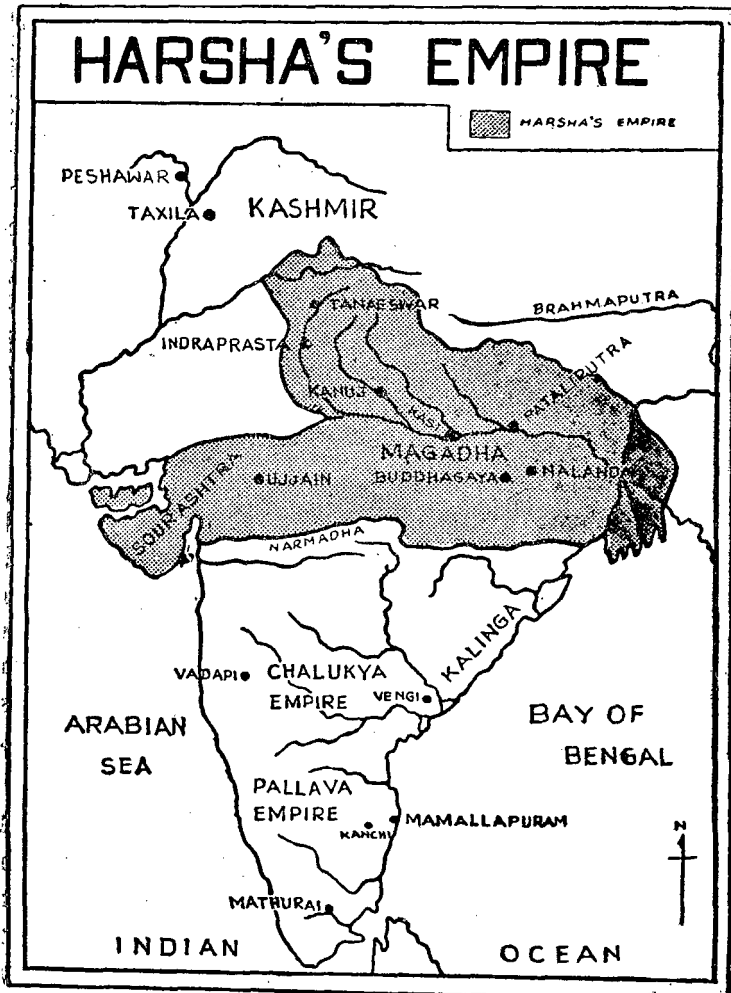 HARSHA'S EMPIRE
HARSHA'S EMPIRE
PESHAWAR
TAXILA
KASHMIR
TANAESWAR
BRAHMAPUTRA
INDRAPRASTA
KANUJ
KASI
PATALIPUTRA
MAGADHA
SOURASHTRA
UJJAIN
BUDDHAGAYA
NALANDA
NARMADHA
KALINGA
VADAPI
CHALUKYA
EMPIRE
VENGI
ARABIAN
SEA
BAY OF
BENGAL
PALLAVA
EMPIRE
KANCHI
MAMALLAPURAM
N
MATHURAI
INDIAN OCEAN